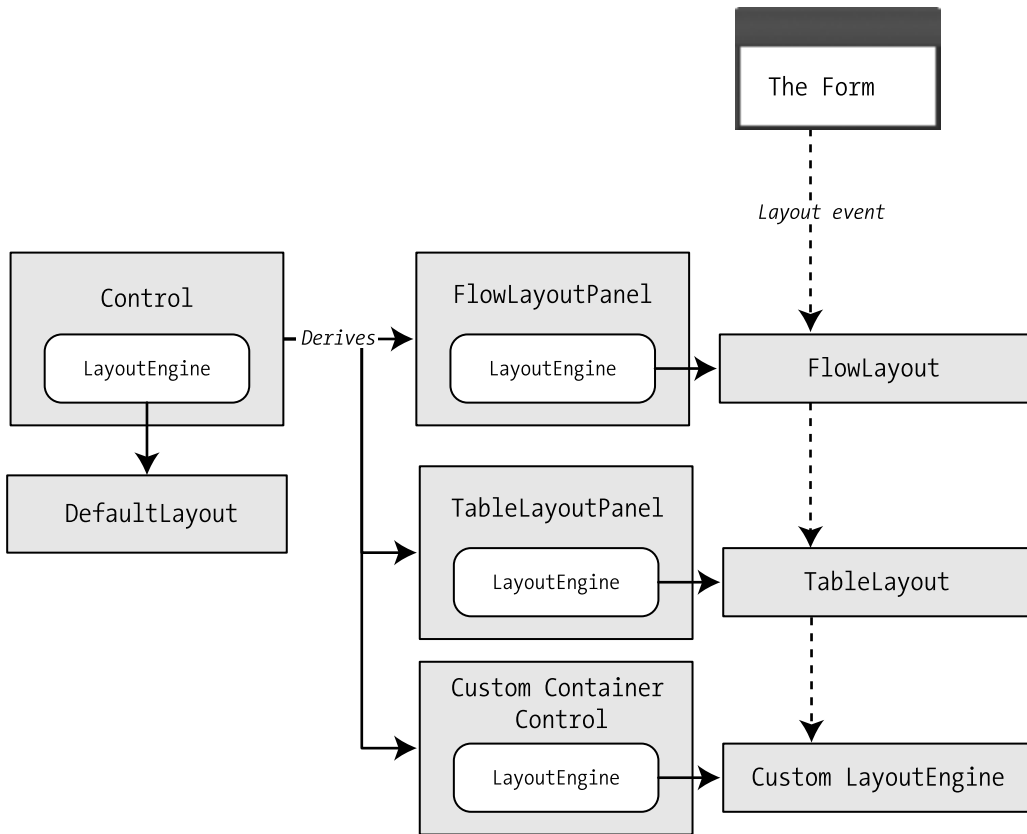 The Form
Layout event
Control
LayoutEngine
DefaultLayout
Derives
FlowLayoutPanel
LayoutEngine
FlowLayout
TableLayoutPanel
LayoutEngine
TableLayout
Custom Container
Control
LayoutEngine
Custom LayoutEngine